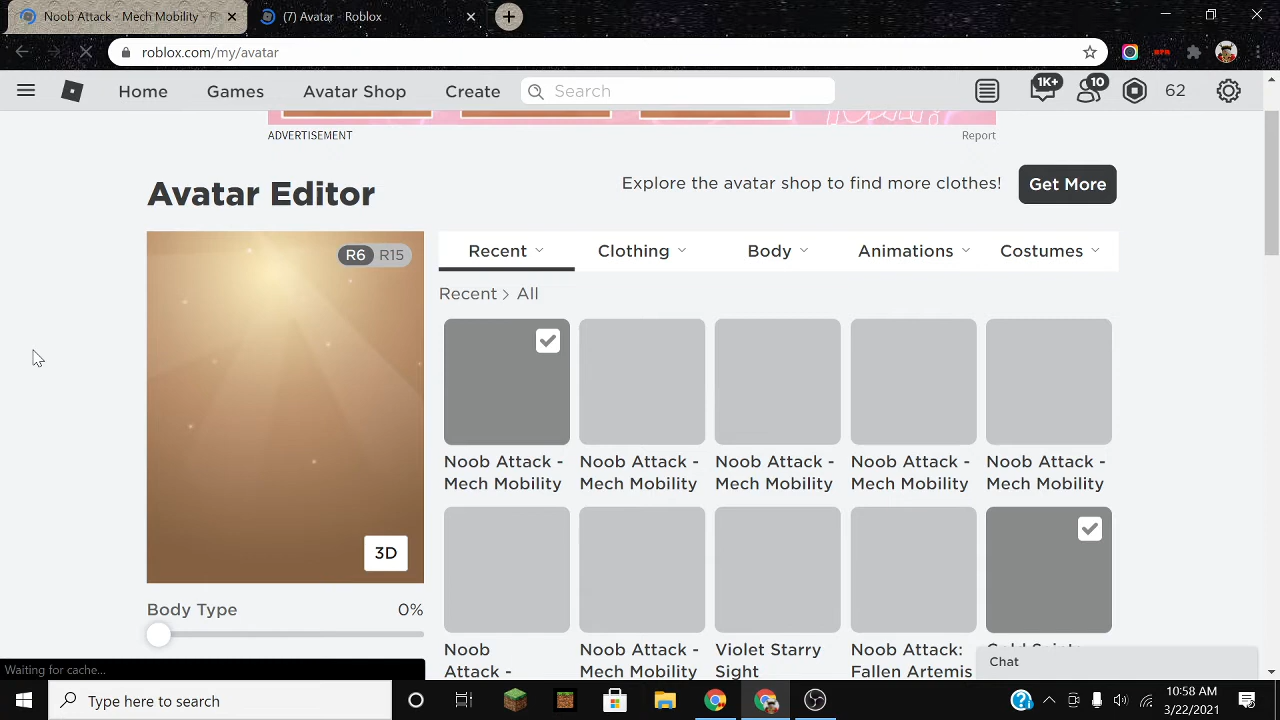 Noob Attack - Mech Mobility - R
(7) Avatar - Roblox
roblox.com/my/avatar
Home
Games
Avatar Shop
Create
Search
1K+
10
62
ADVERTISEMENT
Report
Avatar Editor
Explore the avatar shop to find more clothes!
Get More
R6 R15
Recent
Clothing
Body
Animations
Costumes
Recent > All
Noob Attack - Mech Mobility
Noob Attack - Mech Mobility
Noob Attack - Mech Mobility
Noob Attack - Mech Mobility
Noob Attack - Mech Mobility
3D
Body Type 0%
Noob Attack -
Noob Attack - Mech Mobility
Violet Starry Sight
Noob Attack: Fallen Artemis
Chat
Waiting for cache...
Type here to search
10:58 AM
3/22/2021